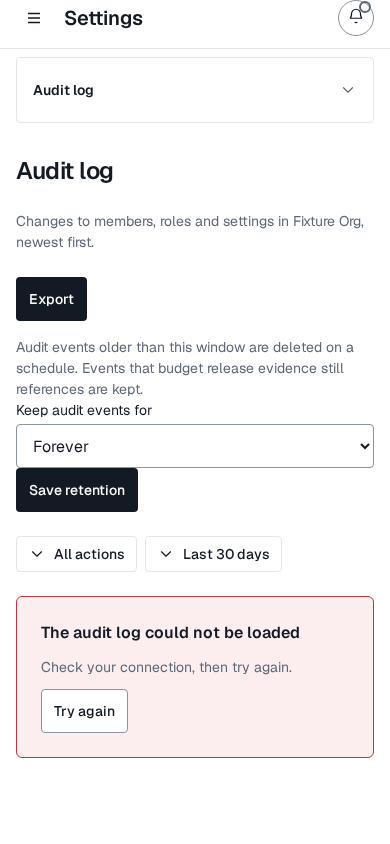 Settings
Audit log
Audit log
Changes to members, roles and settings in Fixture Org,
newest first.
Export
Audit events older than this window are deleted on a
schedule. Events that budget release evidence still
references are kept.
Keep audit events for
Forever
Save retention
All actions
Last 30 days
The audit log could not be loaded
Check your connection, then try again.
Try again